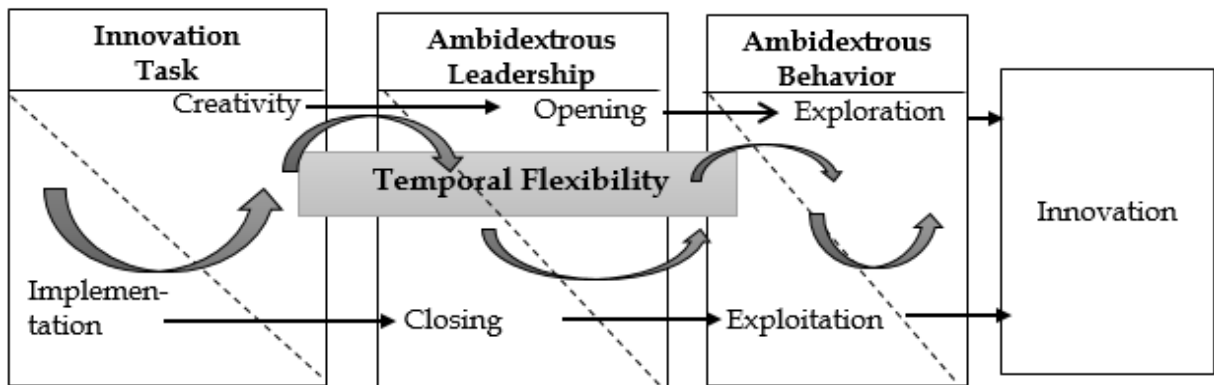 Innovation
Task
Ambidextrous
Leadership
Ambidextrous
Behavior
Creativity
Opening
Exploration
Temporal Flexibility
Innovation
Implemen-
tation
Closing
Exploitation